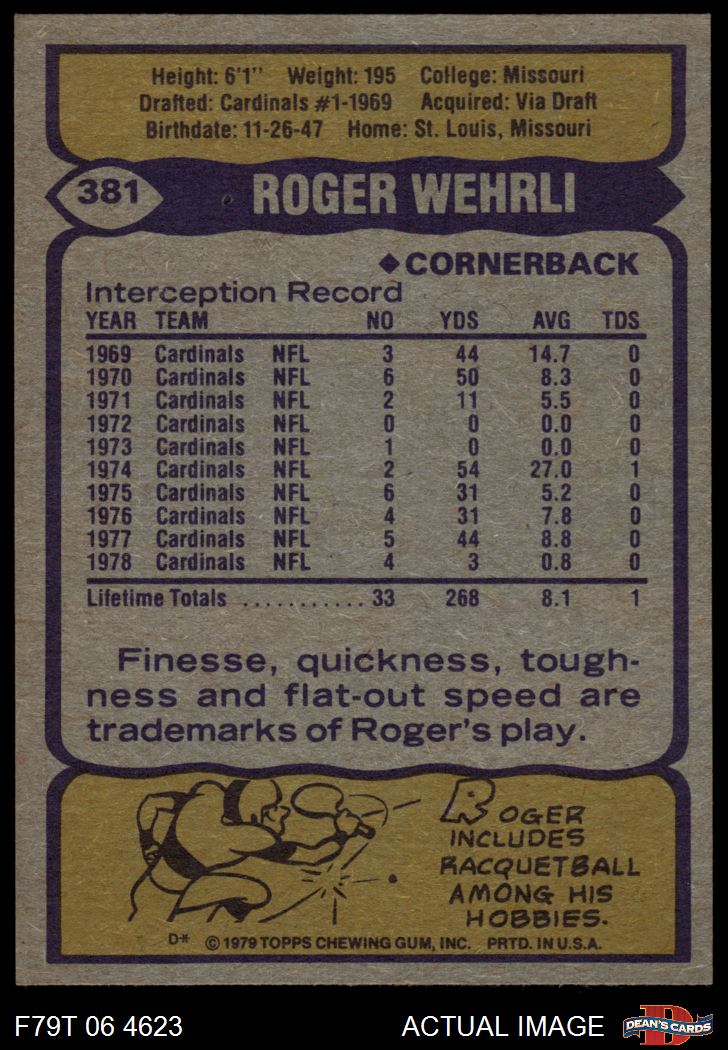 Height: 6'1" Weight: 195 College: Missouri
Drafted: Cardinals #1-1969 Acquired: Via Draft
Birthdate: 11-26-47 Home: St. Louis, Missouri
381 ROGER WEHRLI
◆CORNERBACK
Interception Record
YEAR TEAM NO YDS AVG TDS
1969 Cardinals NFL 3 44 14.7 0
1970 Cardinals NFL 6 50 8.3 0
1971 Cardinals NFL 2 11 5.5 0
1972 Cardinals NFL 0 0 0.0 0
1973 Cardinals NFL 1 0 0.0 0
1974 Cardinals NFL 2 54 27.0 1
1975 Cardinals NFL 6 31 5.2 0
1976 Cardinals NFL 4 31 7.8 0
1977 Cardinals NFL 5 44 8.8 0
1978 Cardinals NFL 4 3 0.8 0
Lifetime Totals ........... 33 268 8.1 1
Finesse, quickness, tough-
ness and flat-out speed are
trademarks of Roger's play.
ROGER
INCLUDES
RACQUETBALL
AMONG HIS
HOBBIES.
D* © 1979 TOPPS CHEWING GUM, INC. PRTD. IN U.S.A.
F79T 06 4623 ACTUAL IMAGE D DEAN'S CARDS